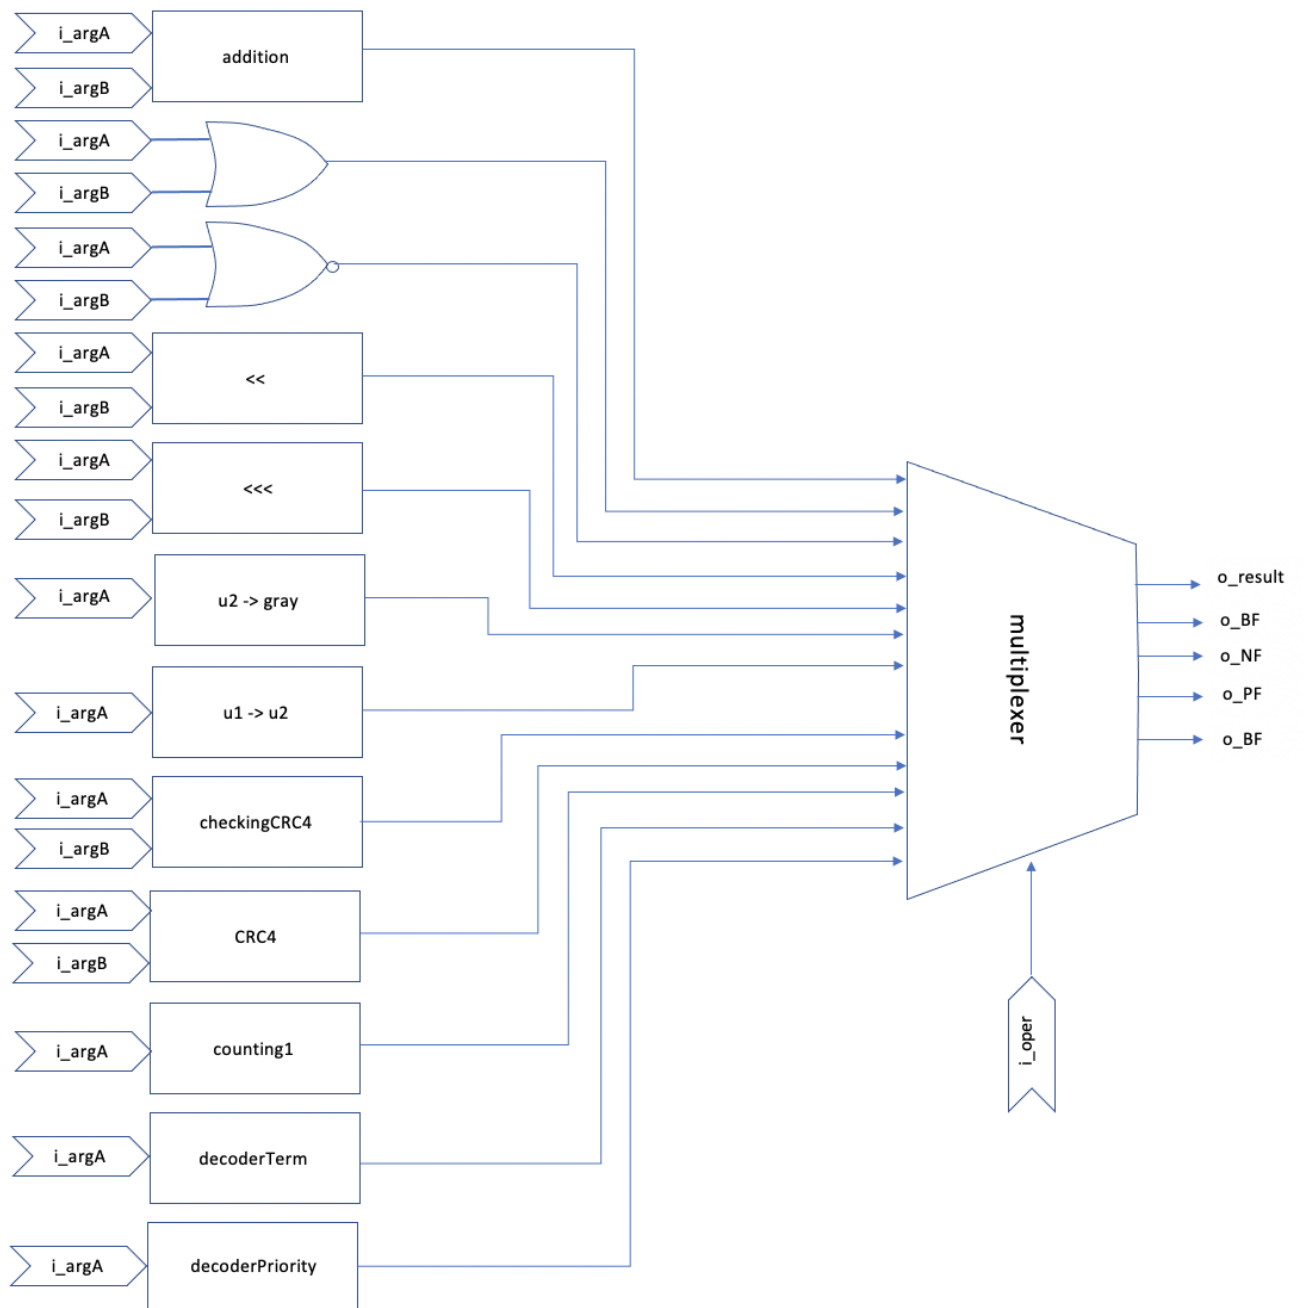 i_argA
addition
i_argB
i_argA
i_argB
i_argA
i_argB
i_argA
<<
i_argB
i_argA
<<<
i_argB
i_argA
u2 -> gray
i_argA
u1 -> u2
i_argA
checkingCRC4
i_argB
i_argA
CRC4
i_argB
i_argA
counting1
i_argA
decoderTerm
i_argA
decoderPriority
multiplexer
o_result
o_BF
o_NF
o_PF
o_BF
i_oper